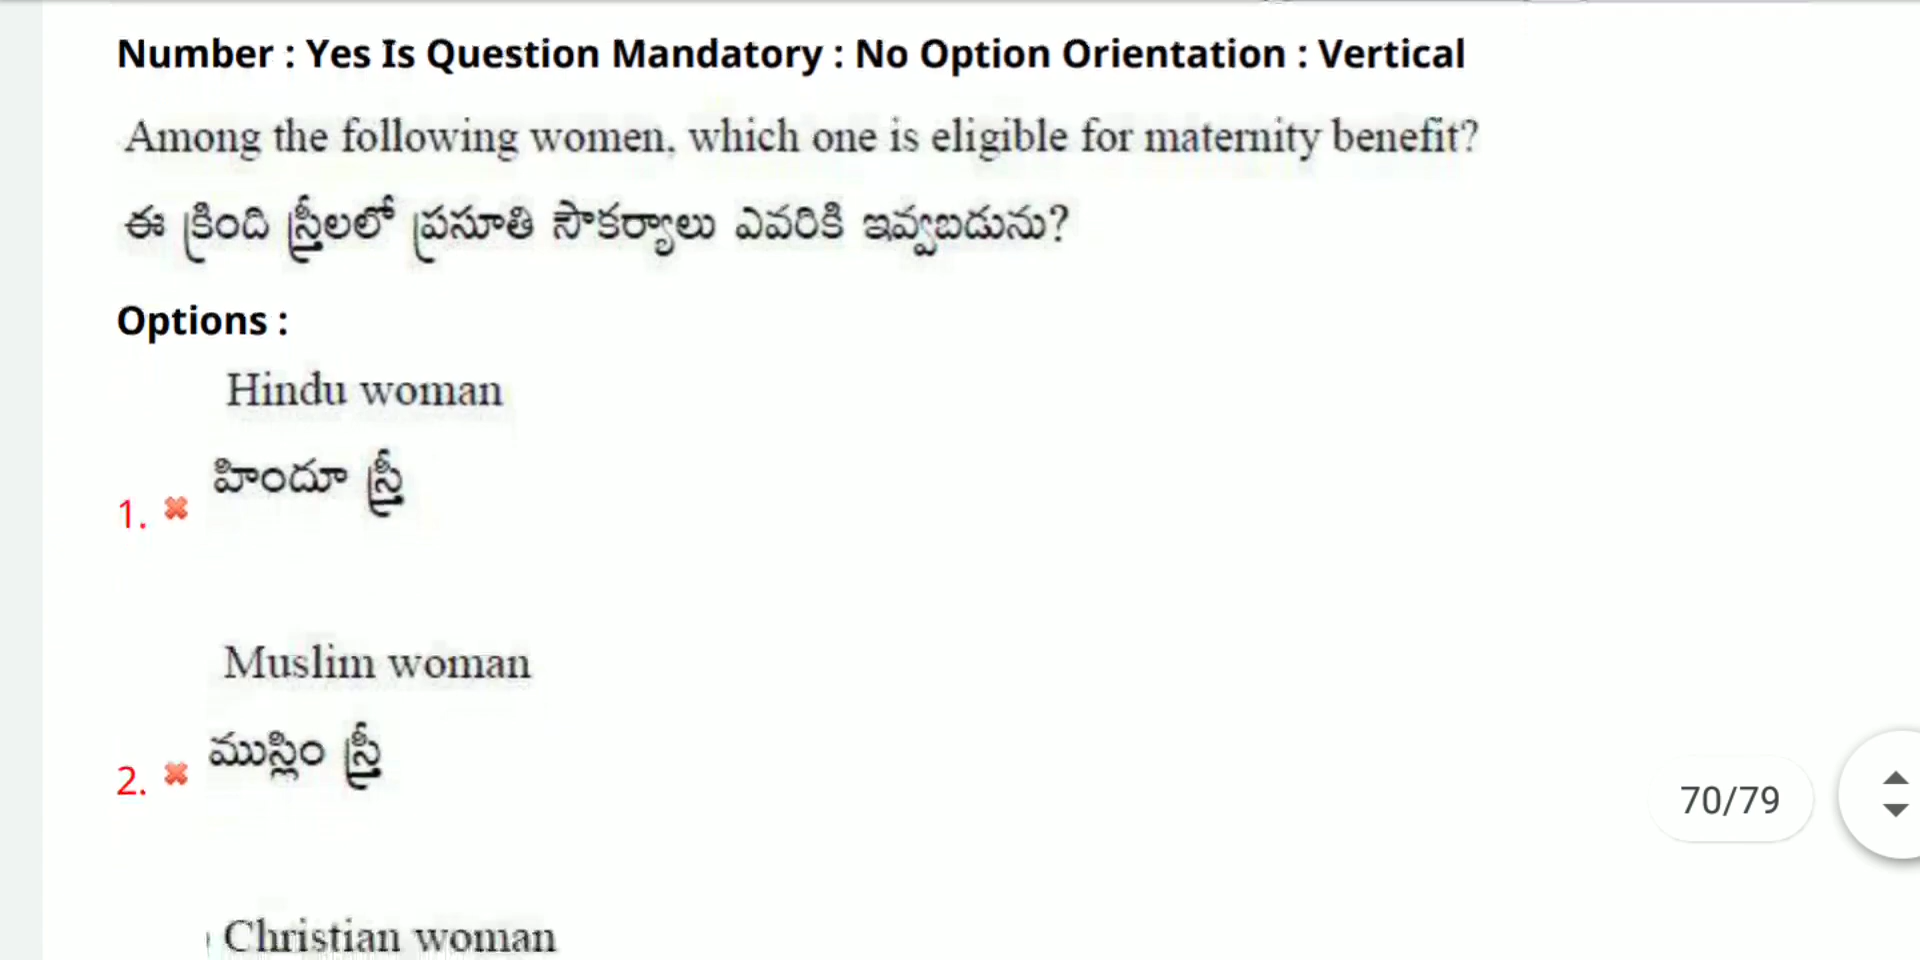 Number : Yes Is Question Mandatory : No Option Orientation : Vertical
Among the following women, which one is eligible for maternity benefit?
ఈ క్రింది స్త్రీలలో ప్రసూతి సౌకర్యాలు ఎవరికి ఇవ్వబడును?
Options :
Hindu woman
హిందూ స్త్రీ
1.
Muslim woman
ముస్లిం స్త్రీ
2.
70/79
Christian woman